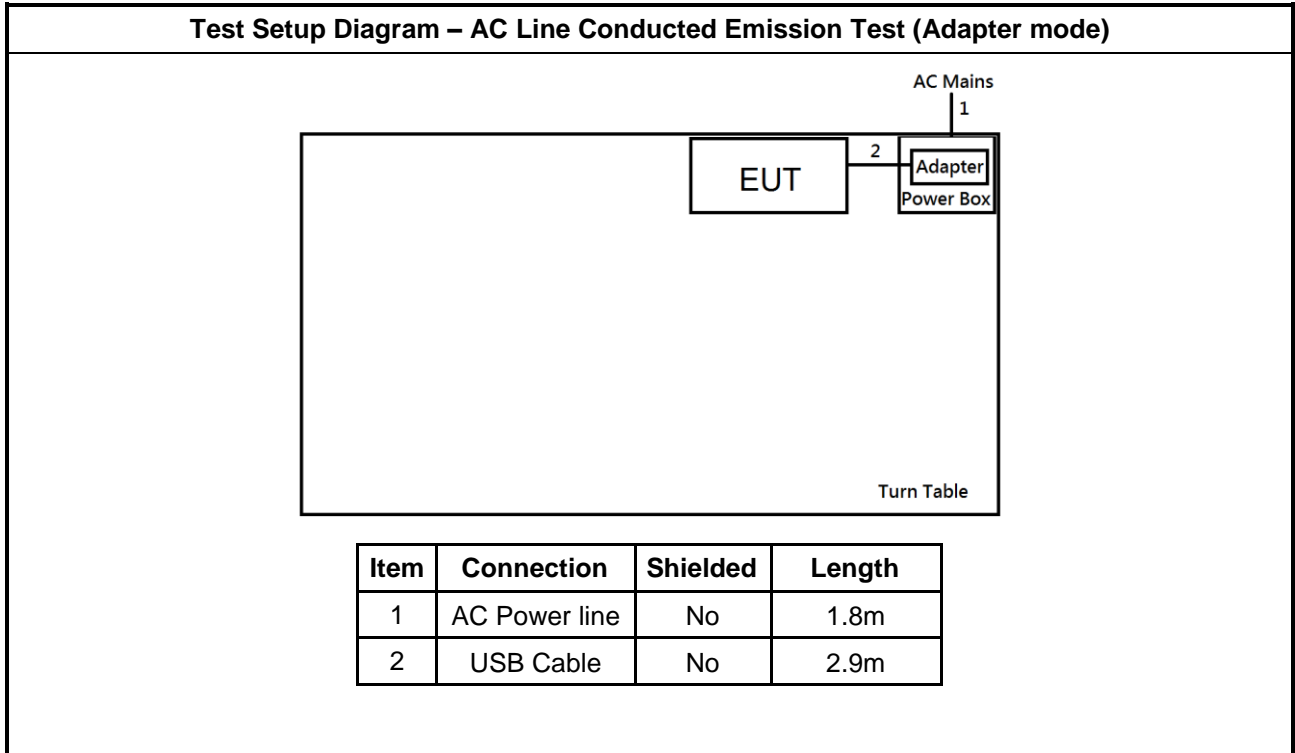 Test Setup Diagram – AC Line Conducted Emission Test (Adapter mode)
AC Mains
1
EUT
2
Adapter
Power Box
Turn Table
Item Connection Shielded Length
1 AC Power line No 1.8m
2 USB Cable No 2.9m